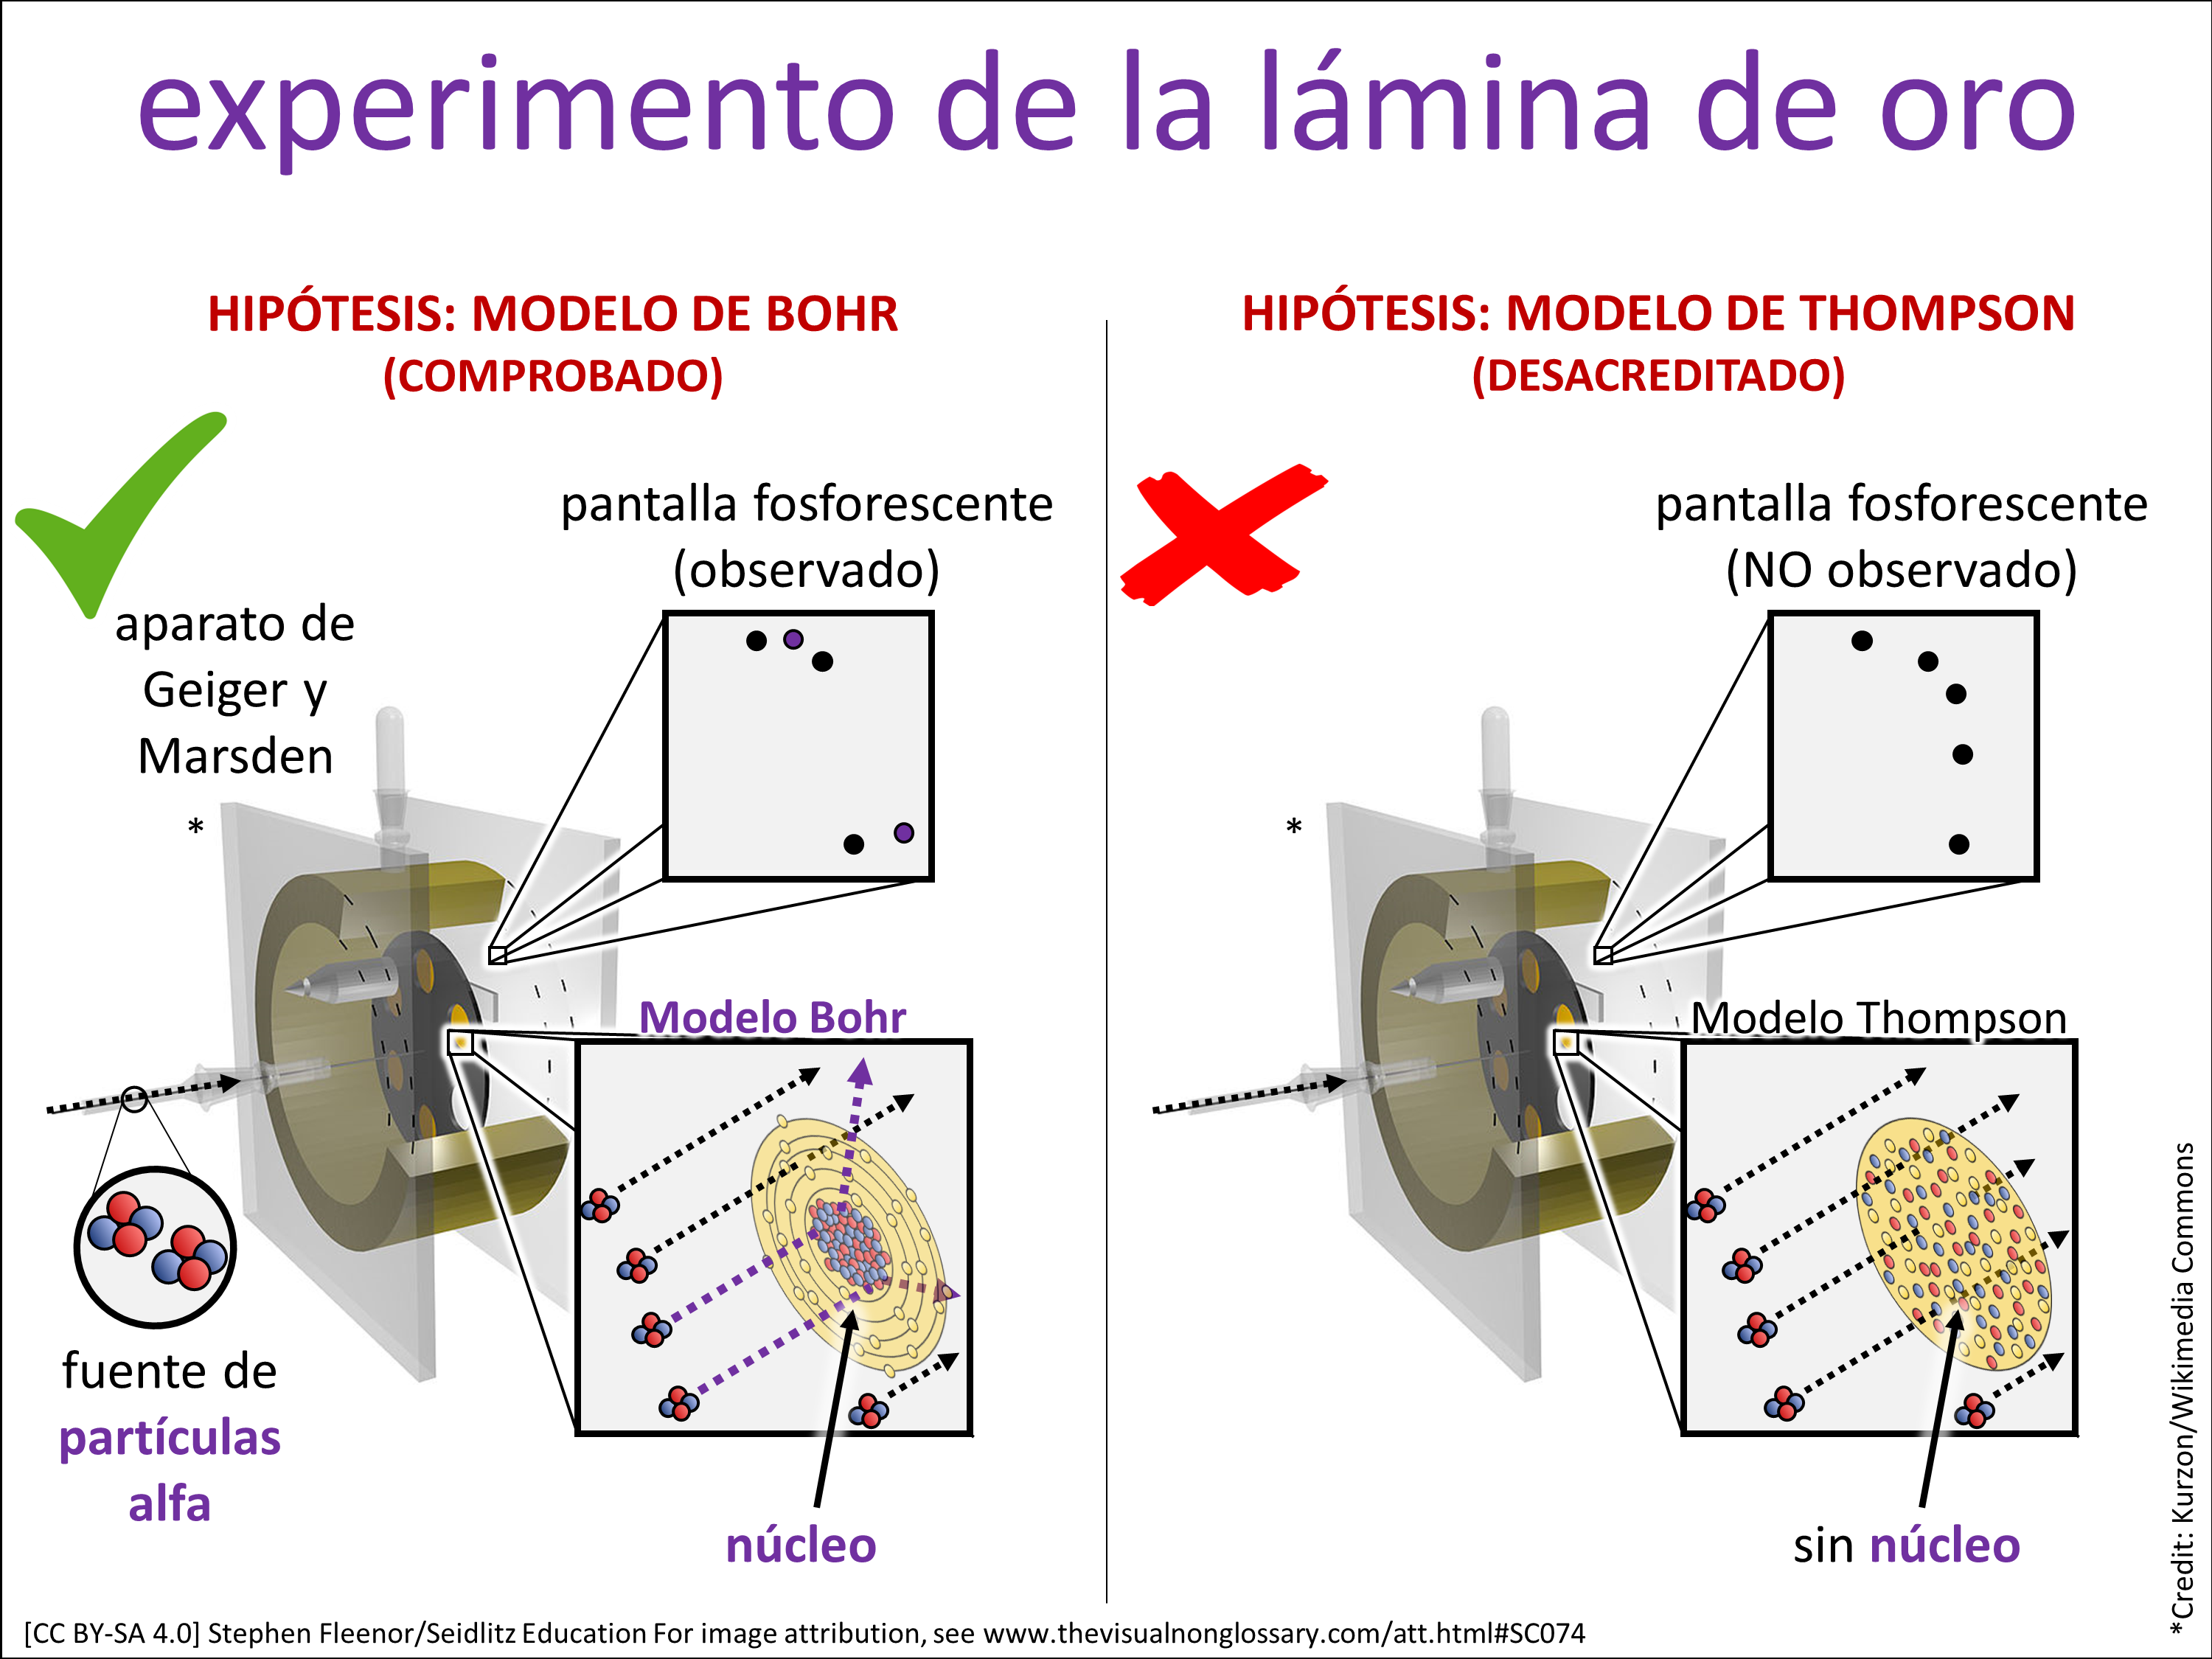 experimento de la lámina de oro
HIPÓTESIS: MODELO DE BOHR
(COMPROBADO)
pantalla fosforescente
(observado)
aparato de
Geiger y
Marsden
*
Modelo Bohr
fuente de
partículas
alfa
núcleo
HIPÓTESIS: MODELO DE THOMPSON
(DESACREDITADO)
pantalla fosforescente
(NO observado)
*
Modelo Thompson
sin núcleo
*Credit: Kurzon/Wikimedia Commons
[CC BY-SA 4.0] Stephen Fleenor/Seidlitz Education For image attribution, see www.thevisualnonglossary.com/att.html#SC074